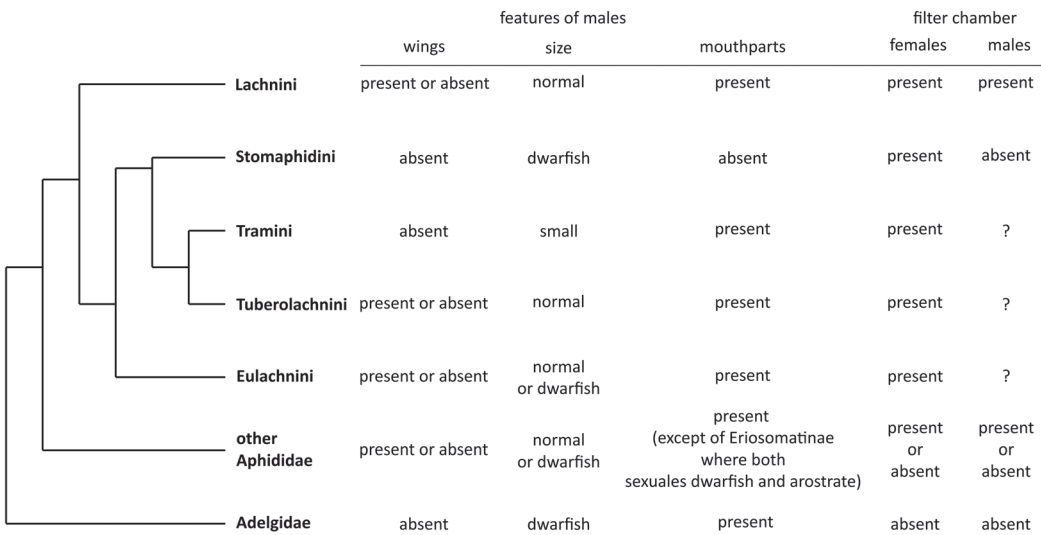 features of males filter chamber
wings size mouthparts females males
Lachnini present or absent normal present present present
Stomaphidini absent dwarfish absent present absent
Tramini absent small present present ?
Tuberolachnini present or absent normal present present ?
Eulachnini present or absent normal
or dwarfish present present ?
other
Aphididae present or absent normal
or dwarfish present
(except of Eriosomatinae
where both
sexuales dwarfish and arostrate) present
or
absent present
or
absent
Adelgidae absent dwarfish present absent absent